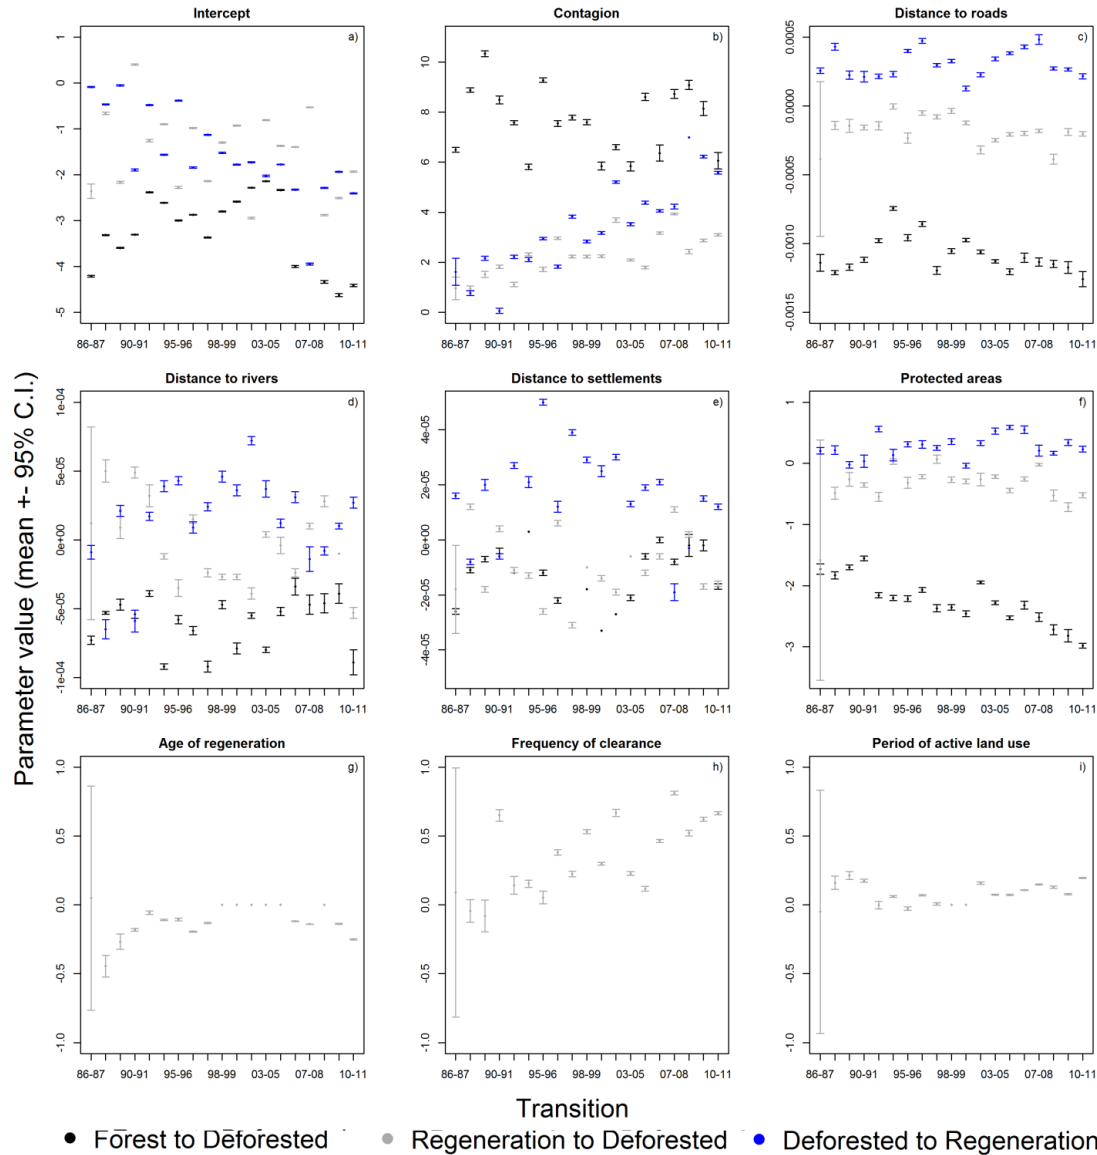 Intercept
Contagion
Distance to roads
a)
b)
c)
1
0
-1
-2
-3
-4
-5
10
8
6
4
2
0
0.0005
0.0000
-0.0005
-0.0010
-0.0015
86-87 90-91 95-96 98-99 03-05 07-08 10-11
86-87 90-91 95-96 98-99 03-05 07-08 10-11
86-87 90-91 95-96 98-99 03-05 07-08 10-11
Distance to rivers
Distance to settlements
Protected areas
d)
e)
f)
1e-04
5e-05
0e+00
-5e-05
-1e-04
4e-05
2e-05
0e+00
-2e-05
-4e-05
1
0
-1
-2
-3
86-87 90-91 95-96 98-99 03-05 07-08 10-11
86-87 90-91 95-96 98-99 03-05 07-08 10-11
86-87 90-91 95-96 98-99 03-05 07-08 10-11
Parameter value (mean +- 95% C.I.)
Age of regeneration
Frequency of clearance
Period of active land use
g)
h)
i)
1.0
0.5
0.0
-0.5
-1.0
1.0
0.5
0.0
-0.5
-1.0
1.0
0.5
0.0
-0.5
-1.0
86-87 90-91 95-96 98-99 03-05 07-08 10-11
86-87 90-91 95-96 98-99 03-05 07-08 10-11
86-87 90-91 95-96 98-99 03-05 07-08 10-11
Transition
Forest to Deforested
Regeneration to Deforested
Deforested to Regeneration